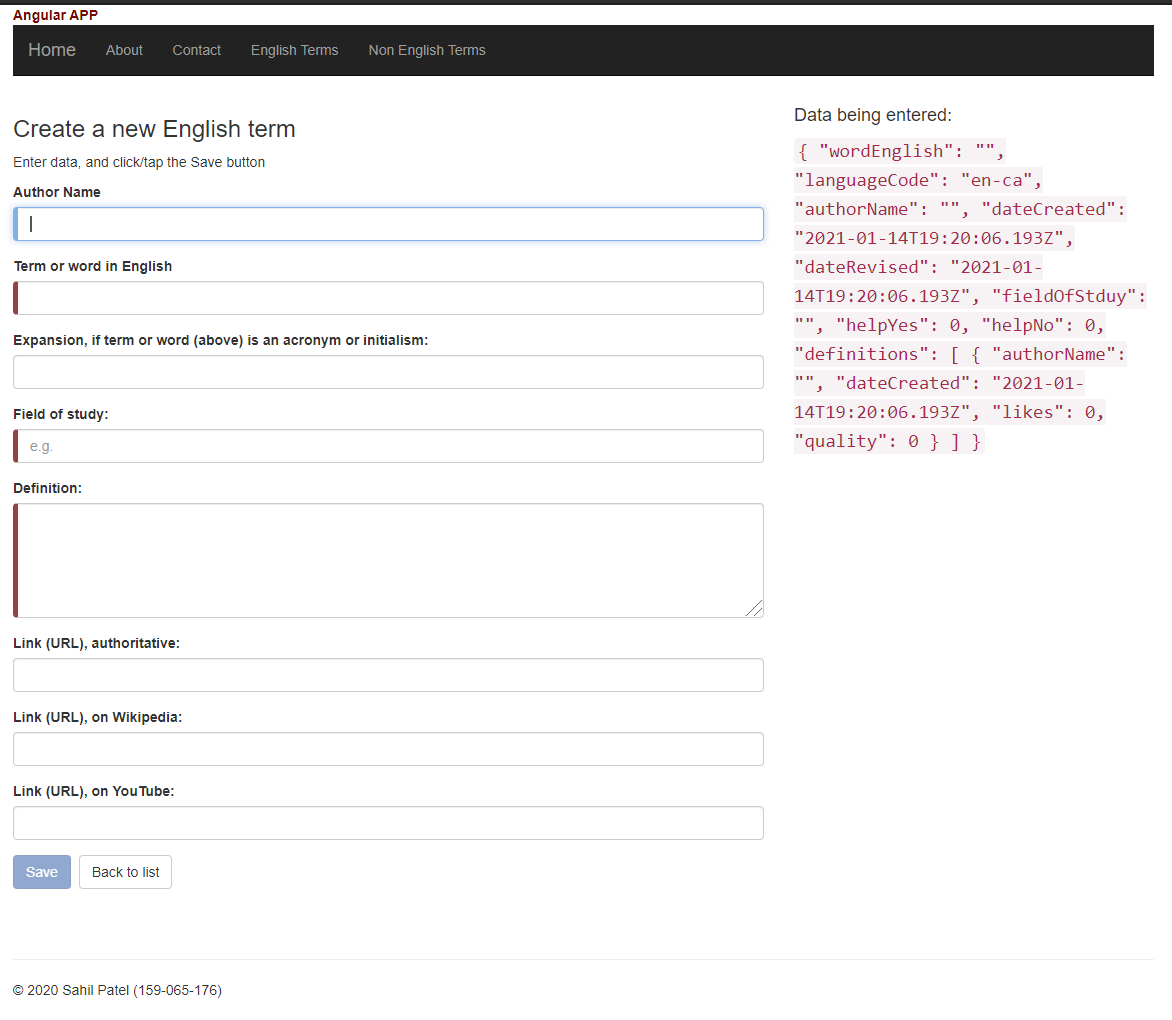 Angular APP
Home About Contact English Terms Non English Terms
Create a new English term
Enter data, and click/tap the Save button
Author Name
Term or word in English
Expansion, if term or word (above) is an acronym or initialism:
Field of study:
e.g.
Definition:
Link (URL), authoritative:
Link (URL), on Wikipedia:
Link (URL), on YouTube:
Save Back to list
Data being entered:
{ "wordEnglish": "",
"languageCode": "en-ca",
"authorName": "", "dateCreated":
"2021-01-14T19:20:06.193Z",
"dateRevised": "2021-01-
14T19:20:06.193Z", "fieldOfStduy":
"", "helpYes": 0, "helpNo": 0,
"definitions": [ { "authorName":
"", "dateCreated": "2021-01-
14T19:20:06.193Z", "likes": 0,
"quality": 0 } ] }
© 2020 Sahil Patel (159-065-176)